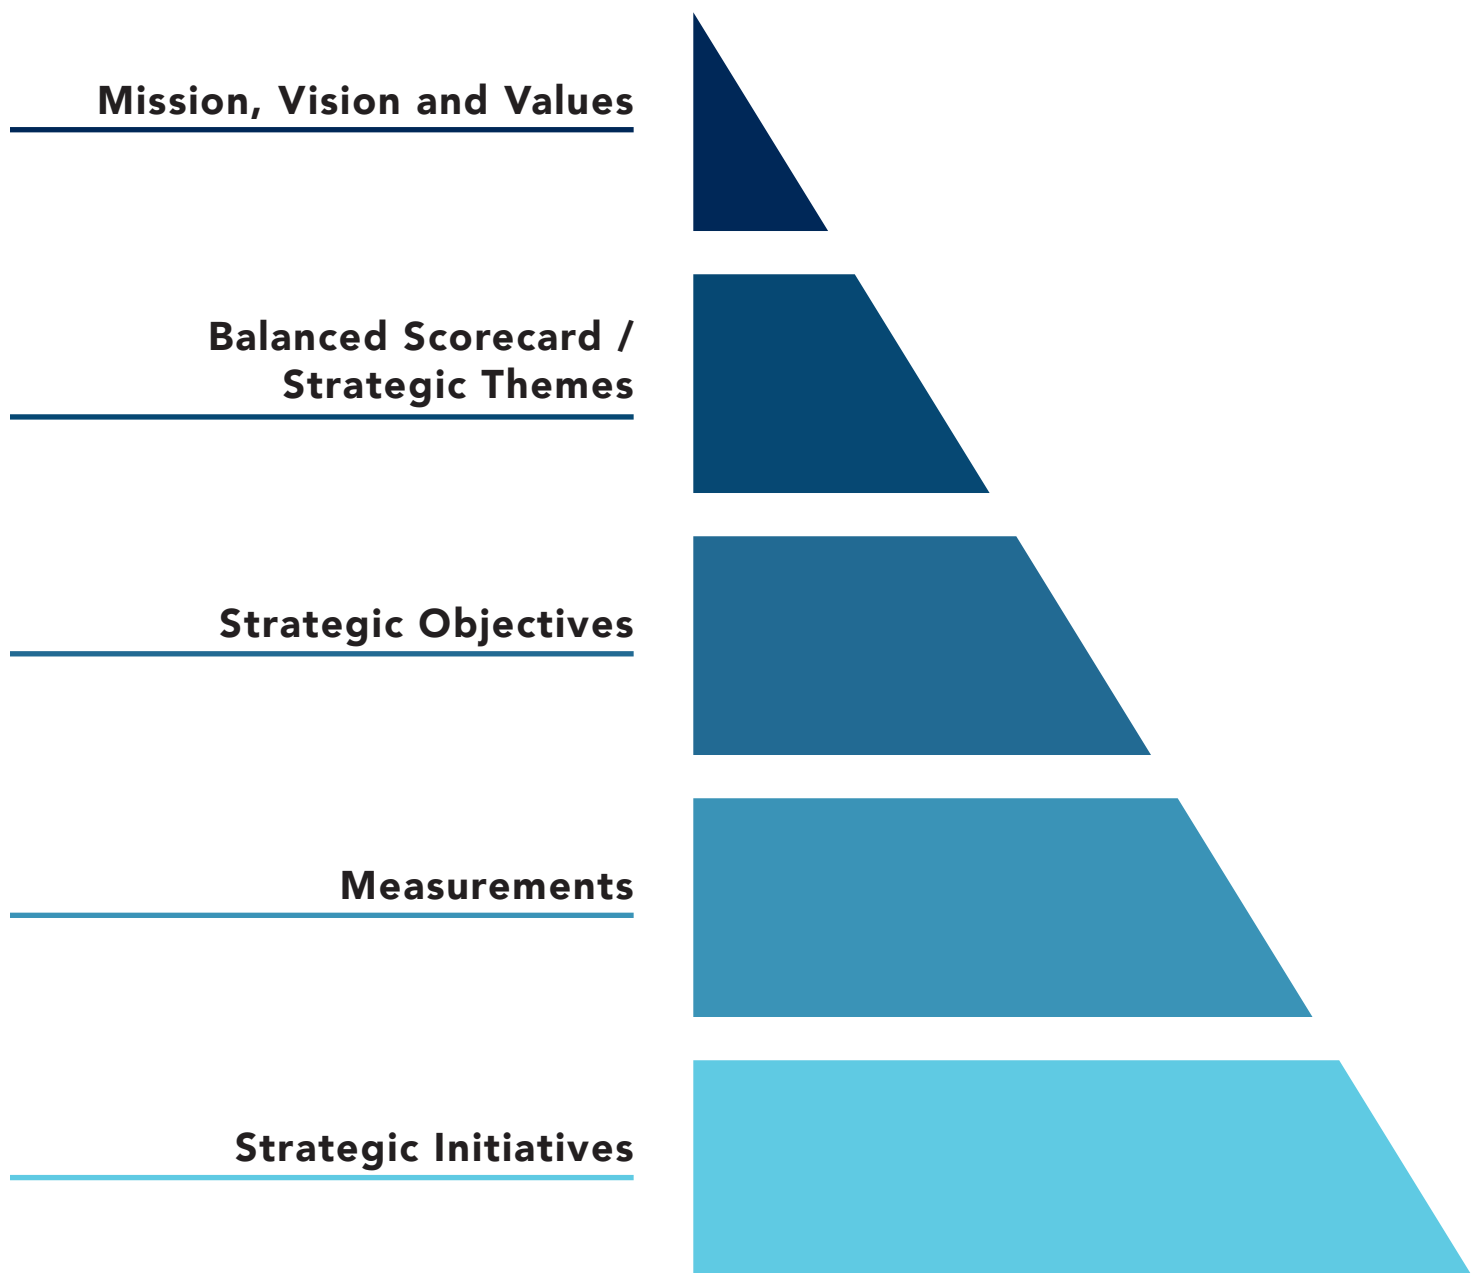 Mission, Vision and Values
Balanced Scorecard /
Strategic Themes
Strategic Objectives
Measurements
Strategic Initiatives